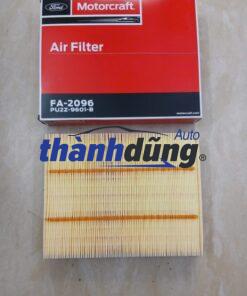 Ford
Motorcraft
Air Filter
FA-2096
PU2Z-9601-B
Auto
thànhdũng®